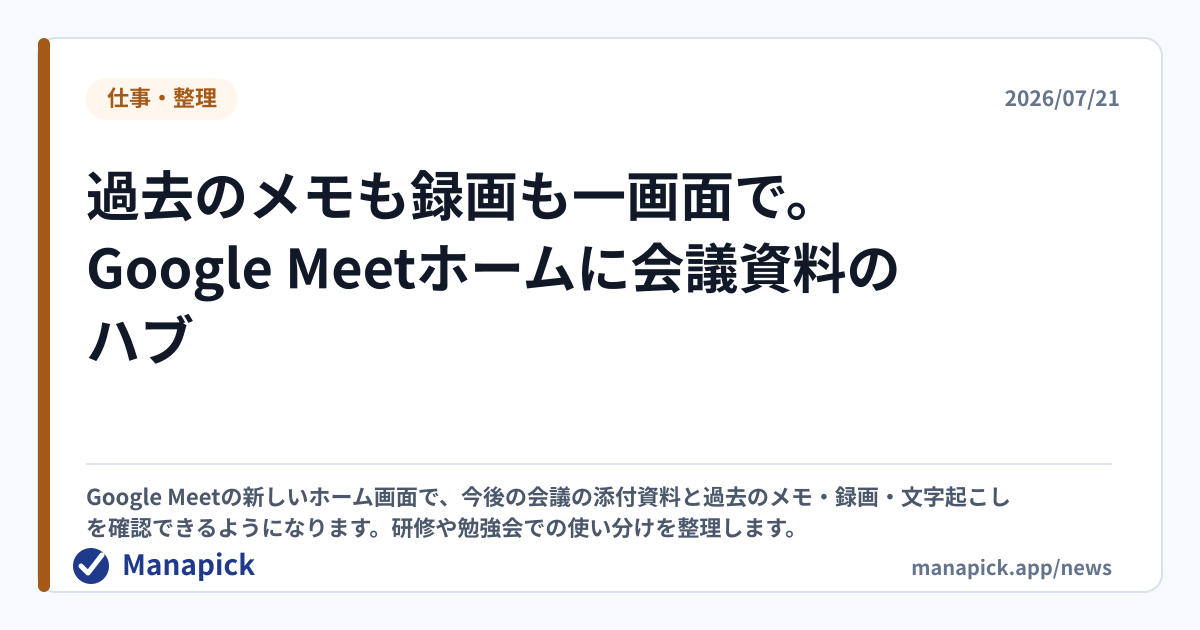 仕事・整理
2026/07/21
過去のメモも録画も一画面で。
Google Meetホームに会議資料の
ハブ
Google Meetの新しいホーム画面で、今後の会議の添付資料と過去のメモ・録画・文字起こし
を確認できるようになります。研修や勉強会での使い分けを整理します。
Manapick
manapick.app/news